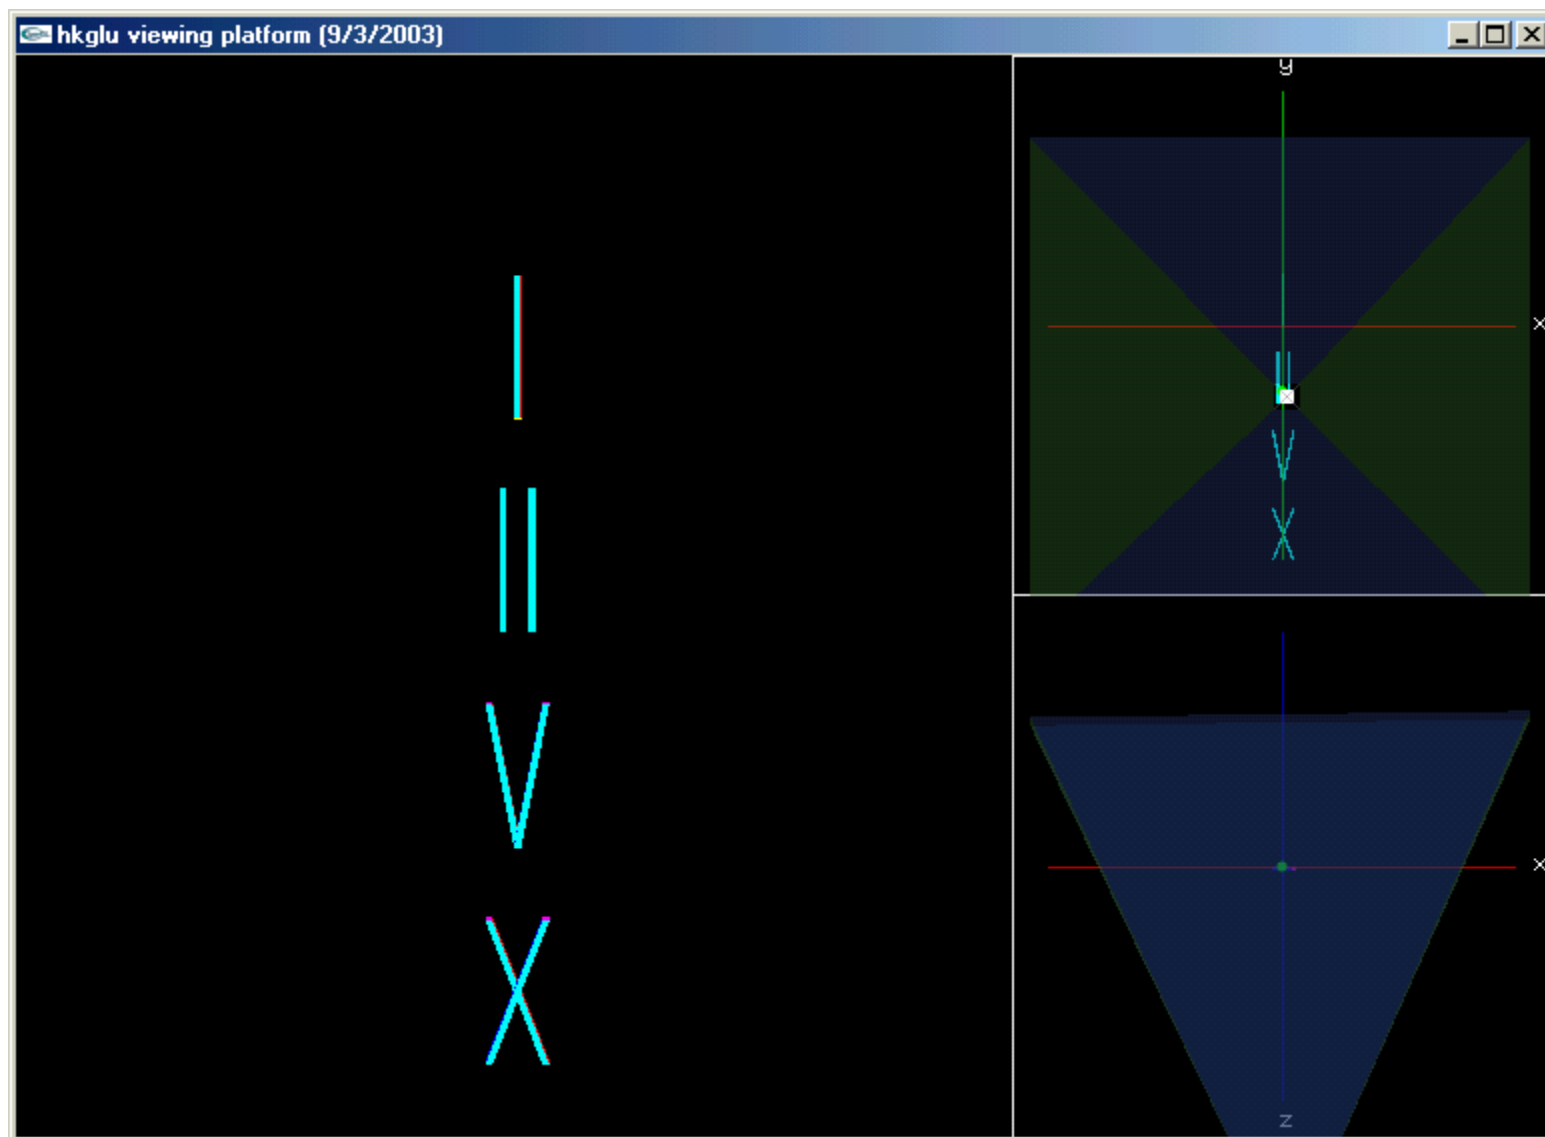 hkglu viewing platform (9/3/2003)
I
II
V
X
y
x
x
z